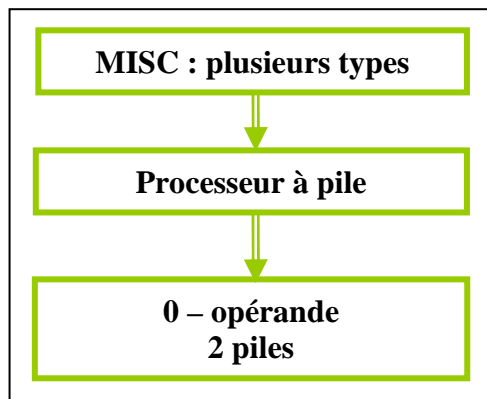 MISC : plusieurs types
Processeur à pile
0 – opérande
2 piles